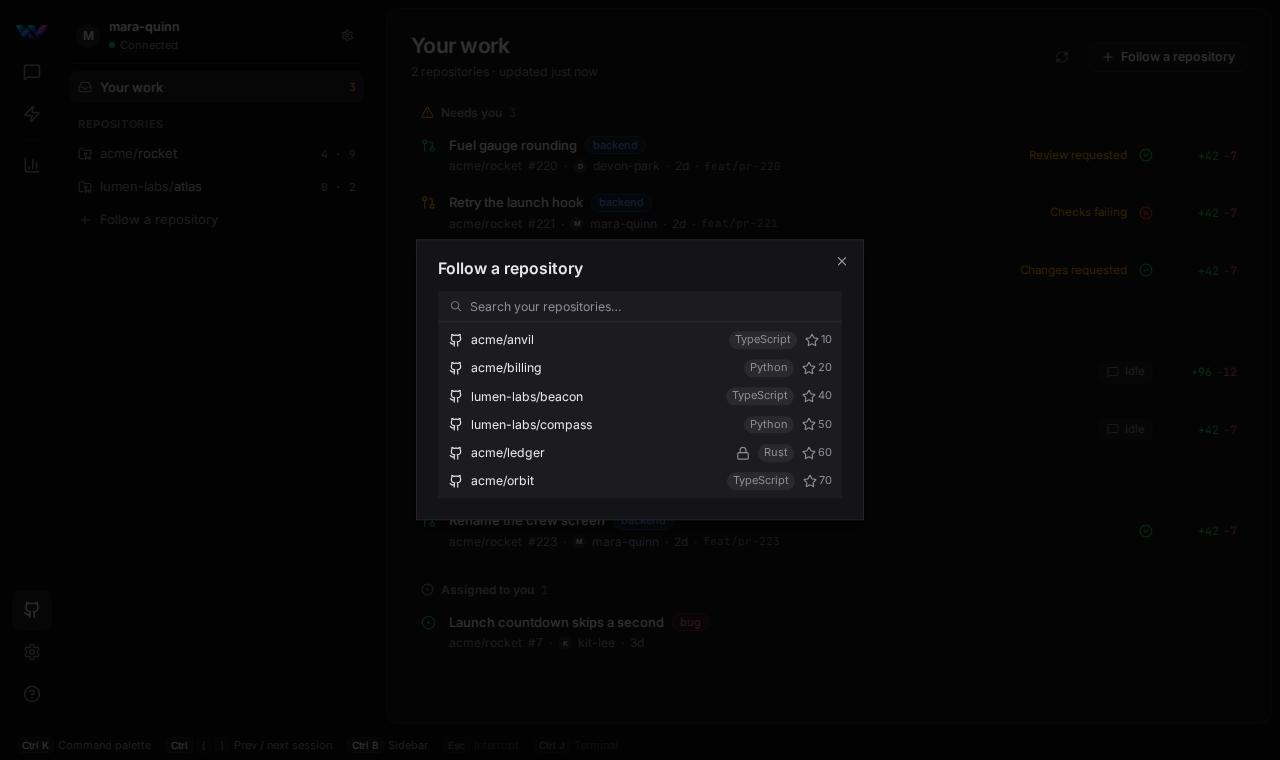 mara-quinn
M
Connected
Your work 3
REPOSITORIES
acme/rocket 4 · 9
lumen-labs/atlas 0 · 2
Follow a repository
Your work
2 repositories · updated just now
Follow a repository
Needs you 3
Fuel gauge rounding backend
acme/rocket #220 · D devon-park · 2d · feat/pr-220
Review requested +42 -7
Retry the launch hook backend
acme/rocket #221 · M mara-quinn · 2d · feat/pr-221
Checks failing +42 -7
Changes requested +42 -7
Follow a repository
Search your repositories...
acme/anvil TypeScript 10
acme/billing Python 20
lumen-labs/beacon TypeScript 40
lumen-labs/compass Python 50
acme/ledger Rust 60
acme/orbit TypeScript 70
Idle +96 -12
Idle +42 -7
Rename the crew screen backend
acme/rocket #223 · M mara-quinn · 2d · feat/pr-223
+42 -7
Assigned to you 1
Launch countdown skips a second bug
acme/rocket #7 · K kit-lee · 3d
Ctrl K Command palette Ctrl [ ] Prev / next session Ctrl B Sidebar Esc Interrupt Ctrl J Terminal